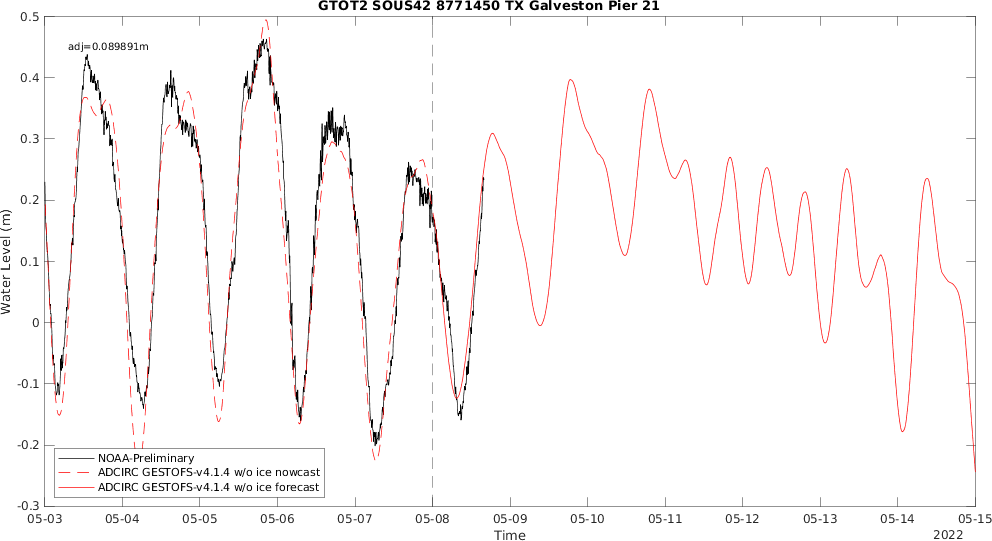 GTOT2 SOUS42 8771450 TX Galveston Pier 21
adj=0.089891m
0.5
0.4
0.3
0.2
0.1
0
-0.1
-0.2
-0.3
Water Level (m)
NOAA-Preliminary
ADCIRC GESTOFS-v4.1.4 w/o ice nowcast
ADCIRC GESTOFS-v4.1.4 w/o ice forecast
05-03 05-04 05-05 05-06 05-07 05-08 05-09 05-10 05-11 05-12 05-13 05-14 05-15
Time
2022